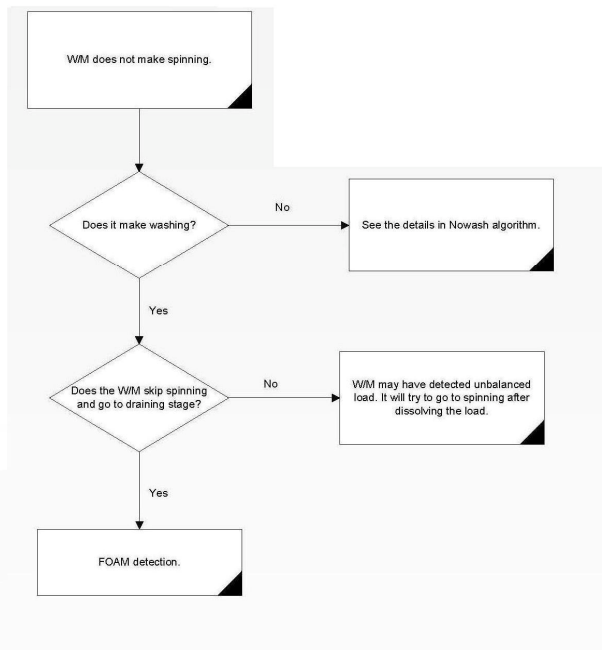 W/M does not make spinning.
Does it make washing?
No
See the details in Nowash algorithm.
Yes
Does the W/M skip spinning
and go to draining stage?
No
W/M may have detected unbalanced
load. It will try to go to spinning after
dissolving the load.
Yes
FOAM detection.